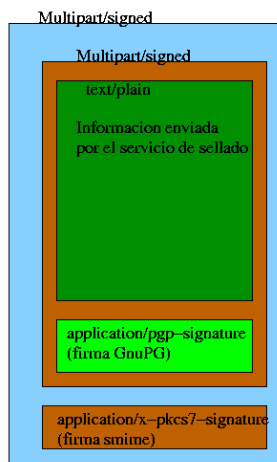 Multipart/signed
Multipart/signed
text/plain
Informacion enviada
por el servicio de sellado
application/pgp-signature
(firma GnuPG)
application/x-pkcs7-signature
(firma smime)